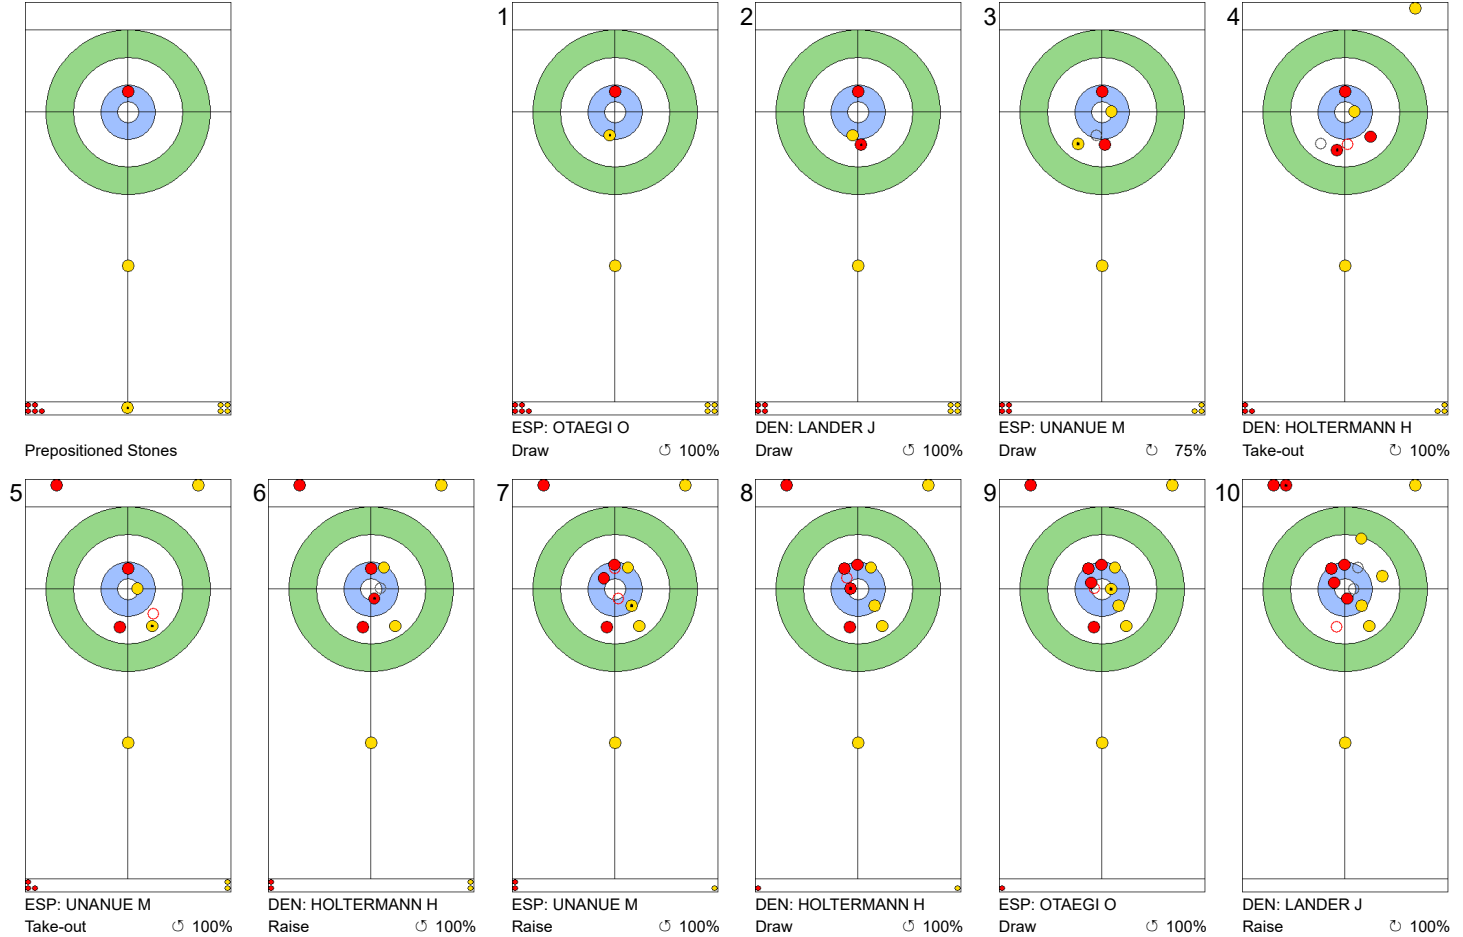 1
2
3
4
Prepositioned Stones
ESP: OTAEGI O
Draw ↺ 100%
DEN: LANDER J
Draw ↺ 100%
ESP: UNANUE M
Draw ↻ 75%
DEN: HOLTERMANN H
Take-out ↻ 100%
5
6
7
8
9
10
ESP: UNANUE M
Take-out ↺ 100%
DEN: HOLTERMANN H
Raise ↺ 100%
ESP: UNANUE M
Raise ↺ 100%
DEN: HOLTERMANN H
Draw ↺ 100%
ESP: OTAEGI O
Draw ↺ 100%
DEN: LANDER J
Raise ↻ 100%